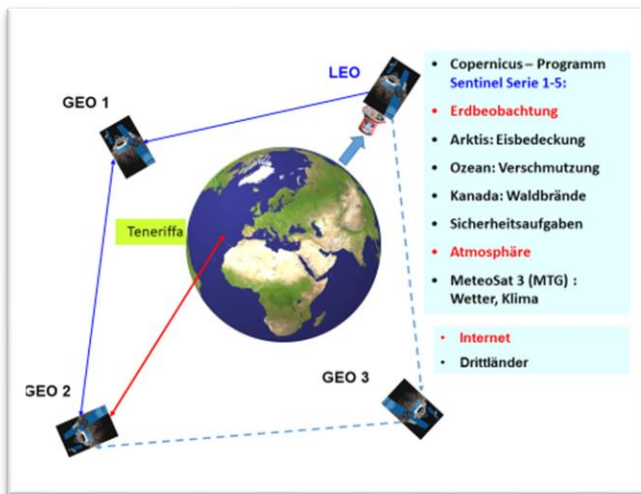 LEO
GEO 1
Teneriffa
GEO 2
GEO 3
• Copernicus – Programm
Sentinel Serie 1-5:
• Erdbeobachtung
• Arktis: Eisbedeckung
• Ozean: Verschmutzung
• Kanada: Waldbrände
• Sicherheitsaufgaben
• Atmosphäre
• MeteoSat 3 (MTG) :
Wetter, Klima
• Internet
• Drittländer